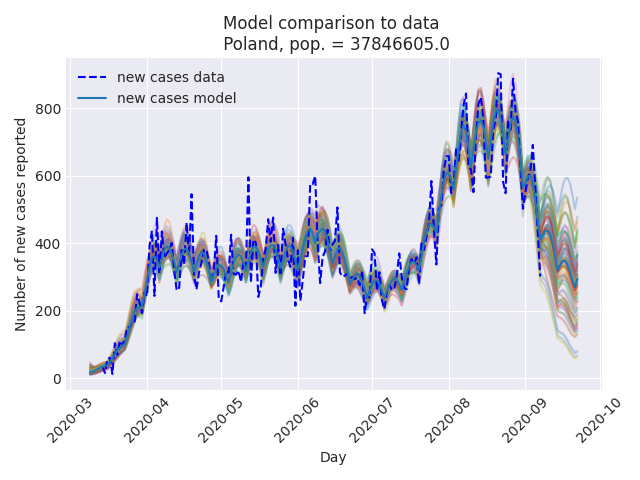 Model comparison to data
Poland, pop. = 37846605.0
new cases data
new cases model
Number of new cases reported
800
600
400
200
0
2020-03
2020-04
2020-05
2020-06
2020-07
2020-08
2020-09
2020-10
Day